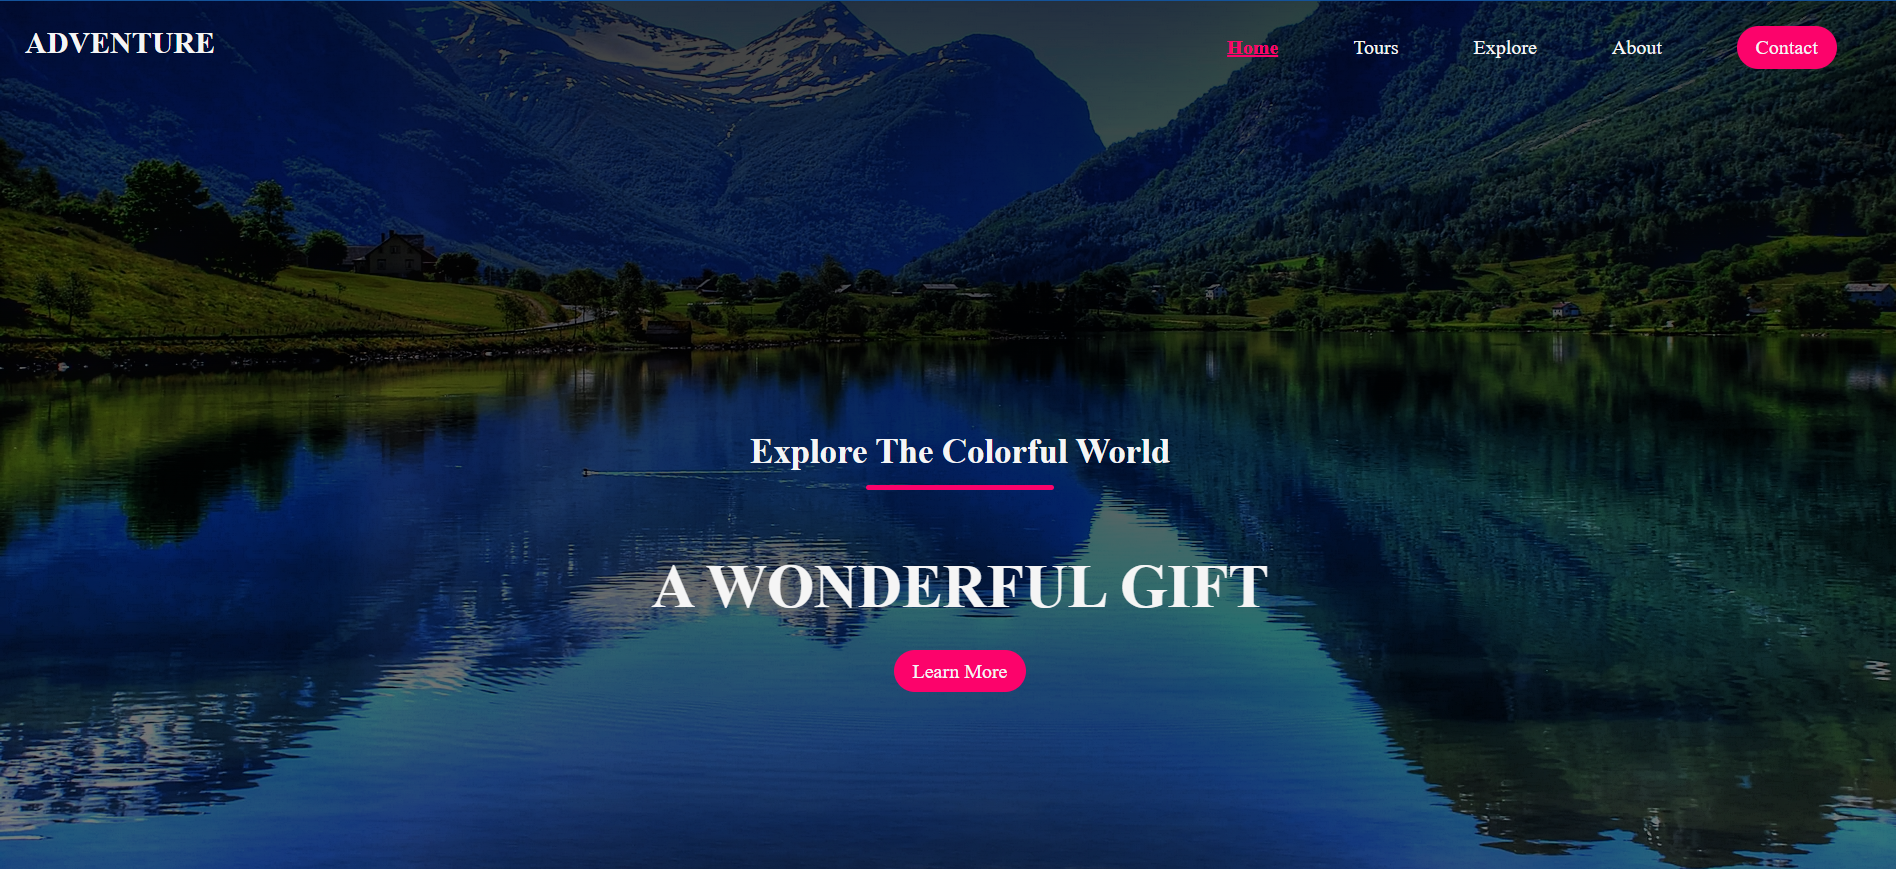 ADVENTURE
Home Tours Explore About Contact
Explore The Colorful World
A WONDERFUL GIFT
Learn More